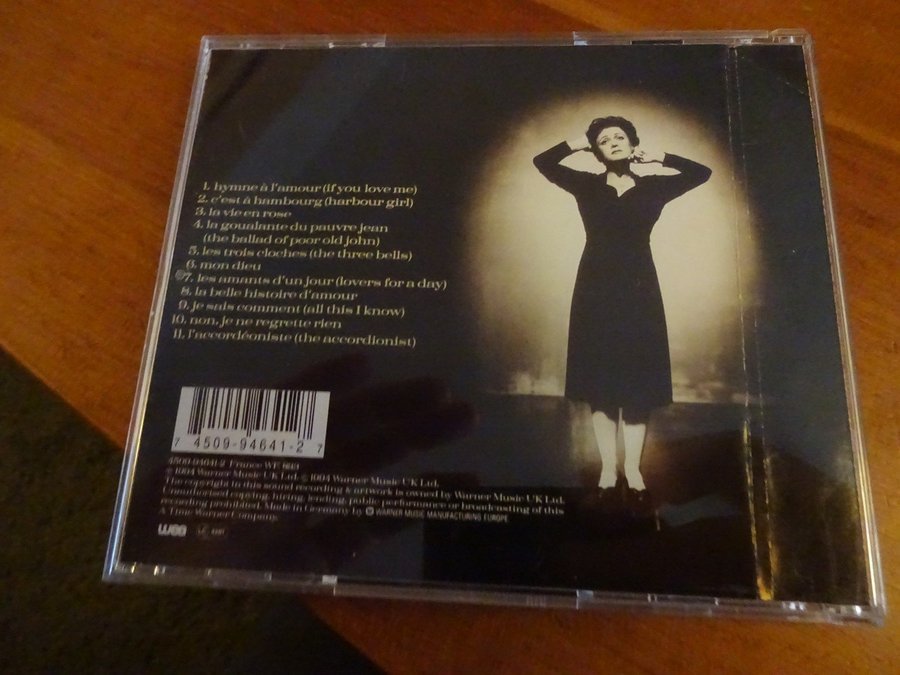 1. hymne à l'amour (if you love me)
2. c'est à hambourg (harbour girl)
3. la vie en rose
4. la goualante du pauvre jean
(the ballad of poor old john)
5. les trois cloches (the three bells)
6. mon dieu
7. les amants d'un jour (lovers for a day)
8. la belle histoire d'amour
9. je sais comment (all this I know)
10. non, je ne regrette rien
11. l'accordéoniste (the accordionist)
7 4509-94641-2 7
4509-94641-2 France WE
℗ 1994 Warner Music UK Ltd. © 1994 Warner Music UK Ltd.
The copyright in this sound recording & artwork is owned by Warner Music UK Ltd.
Unauthorised copying, hiring, lending, public performance or broadcasting of this
recording prohibited. Made in Germany by WARNER MUSIC MANUFACTURING EUROPE
A Time Warner Company.
wea